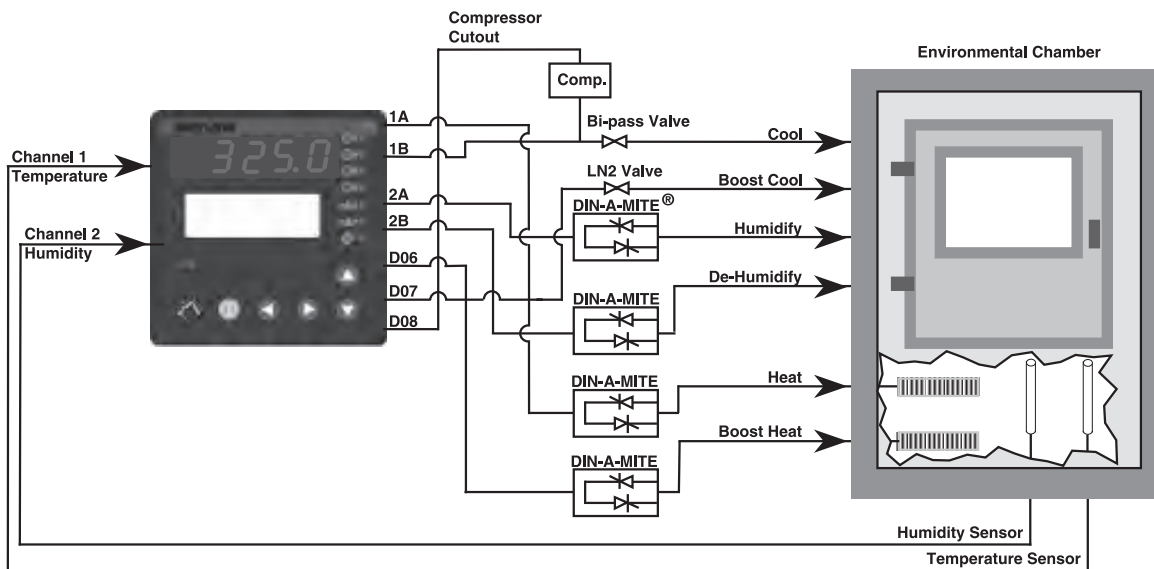 Compressor
Cutout
Environmental Chamber
Comp.
1A
Bi-pass Valve
Cool
325.0
1B
Channel 1
Temperature
LN2 Valve
Boost Cool
2A
DIN-A-MITE®
Channel 2
Humidity
2B
Humidify
D06
De-Humidify
D07
DIN-A-MITE
D08
DIN-A-MITE
Heat
Boost Heat
DIN-A-MITE
Humidity Sensor
Temperature Sensor